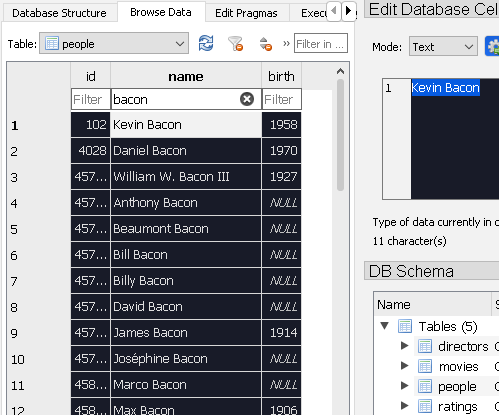 Database Structure Browse Data Edit Pragmas Execu
Table: people » Filter in ...
id name birth
Filter bacon Filter
1 102 Kevin Bacon 1958
2 4028 Daniel Bacon 1970
3 457... William W. Bacon III 1927
4 457... Anthony Bacon NULL
5 457... Beaumont Bacon NULL
6 457... Bill Bacon NULL
7 457... Billy Bacon NULL
8 457... David Bacon NULL
9 457... James Bacon 1914
10 457... Joséphine Bacon NULL
11 458... Marco Bacon NULL
12 458... Max Bacon 1906
Edit Database Cel
Mode: Text
1 Kevin Bacon
Type of data currently in c
11 character(s)
DB Schema
Name
Tables (5)
directors
movies
people
ratings